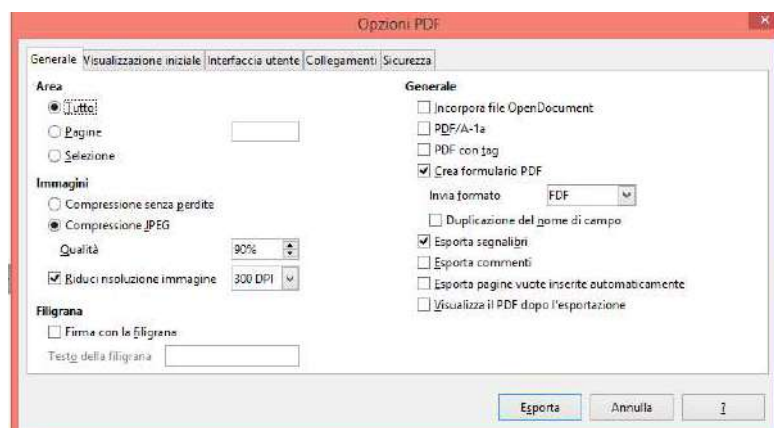 Opzioni PDF
Generale Visualizzazione iniziale Interfaccia utente Collegamenti Sicurezza
Area
Tutto
Pagine
Selezione
Immagini
Compressione senza perdite
Compressione JPEG
Qualità 90%
Riduci risoluzione immagine 300 DPI
Filigrana
Firma con la filigrana
Testo della filigrana
Generale
Incorpora file OpenDocument
PDF/A-1a
PDF con tag
Crea formulario PDF
Invia formato FDF
Duplicazione del nome di campo
Esporta segnalibri
Esporta commenti
Esporta pagine vuote inserite automaticamente
Visualizza il PDF dopo l'esportazione
Esporta Annulla ?